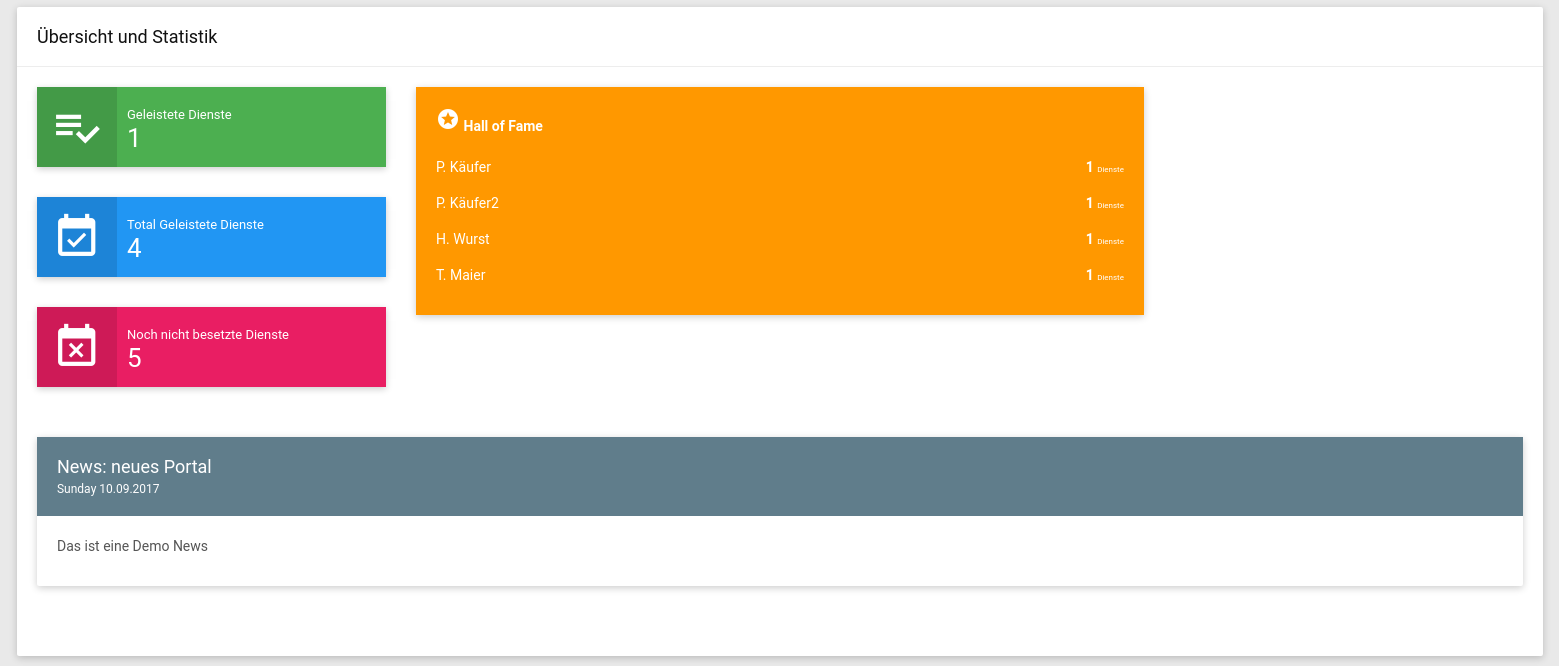 Übersicht und Statistik
Geleistete Dienste
1
Total Geleistete Dienste
4
Noch nicht besetzte Dienste
5
Hall of Fame
P. Käufer 1 Dienste
P. Käufer2 1 Dienste
H. Wurst 1 Dienste
T. Maier 1 Dienste
News: neues Portal
Sunday 10.09.2017
Das ist eine Demo News